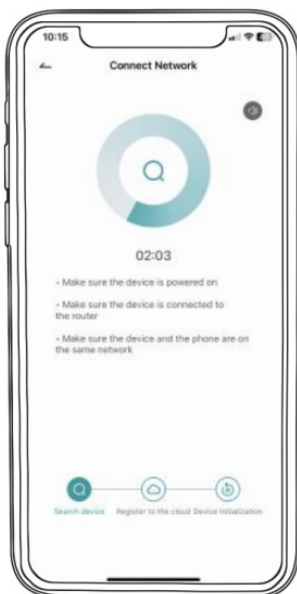 10:15
Connect Network
02:03
- Make sure the device is powered on
- Make sure the device is connected to
the router
- Make sure the device and the phone are on
the same network
Search device Register to the cloud Device Initialization